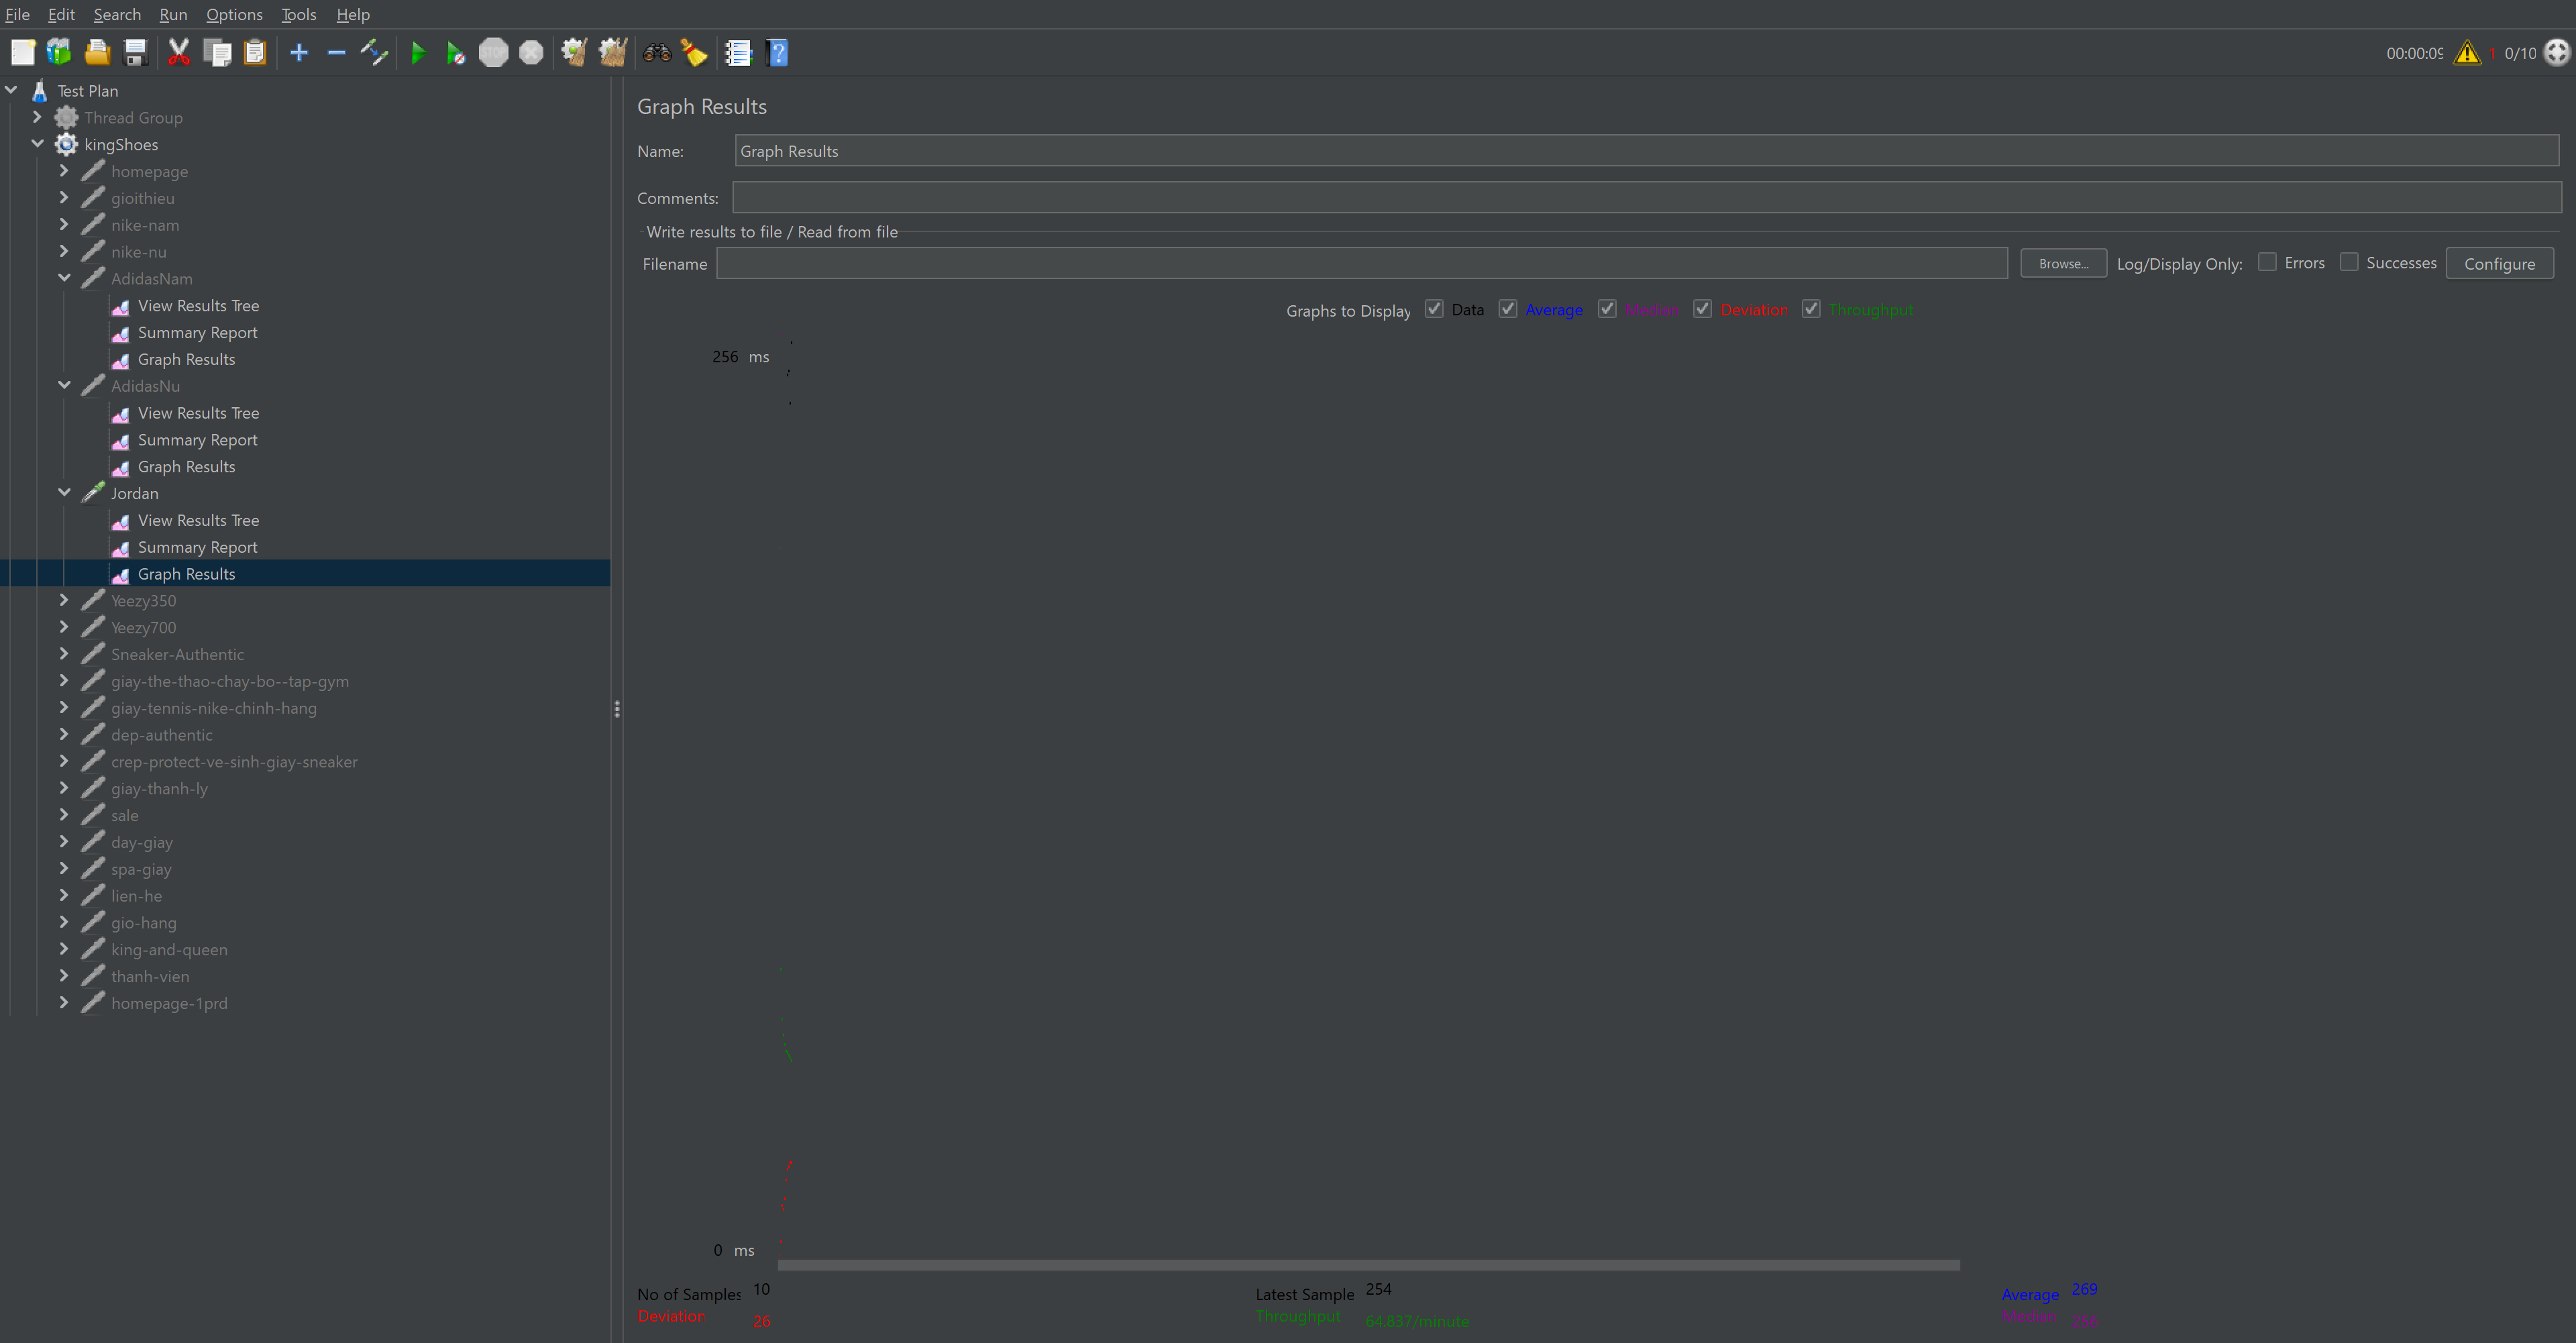 File Edit Search Run Options Tools Help
00:00:09 1 0/10
Test Plan
Thread Group
kingShoes
homepage
gioithieu
nike-nam
nike-nu
AdidasNam
View Results Tree
Summary Report
Graph Results
AdidasNu
View Results Tree
Summary Report
Graph Results
Jordan
View Results Tree
Summary Report
Graph Results
Yeezy350
Yeezy700
Sneaker-Authentic
giay-the-thao-chay-bo--tap-gym
giay-tennis-nike-chinh-hang
dep-authentic
crep-protect-ve-sinh-giay-sneaker
giay-thanh-ly
sale
day-giay
spa-giay
lien-he
gio-hang
king-and-queen
thanh-vien
homepage-1prd
Graph Results
Name: Graph Results
Comments:
Write results to file / Read from file
Filename Browse... Log/Display Only: Errors Successes Configure
Graphs to Display Data Average Median Deviation Throughput
256 ms
0 ms
No of Samples 10 Latest Sample 254 Average 269
Deviation 26 Throughput 64.837/minute Median 256